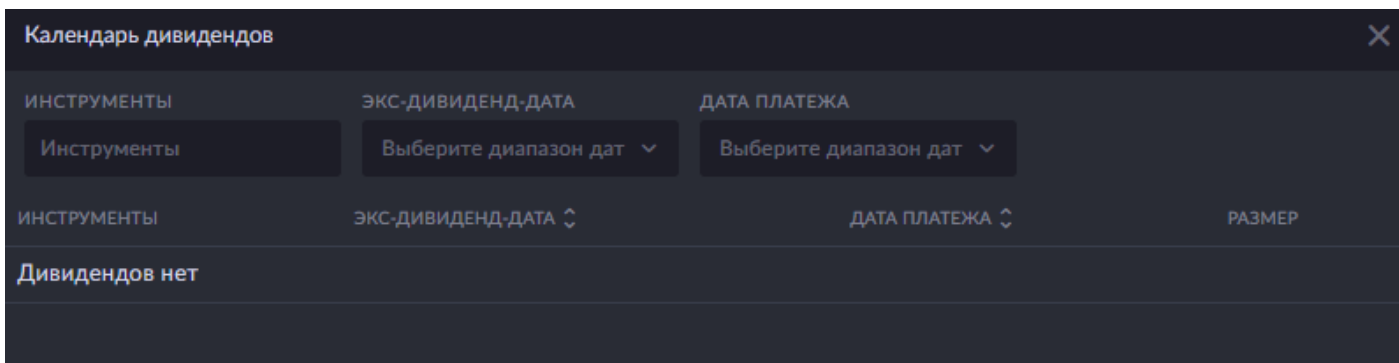 Календарь дивидендов
ИНСТРУМЕНТЫ ЭКС-ДИВИДЕНД-ДАТА ДАТА ПЛАТЕЖА
Инструменты Выберите диапазон дат Выберите диапазон дат
ИНСТРУМЕНТЫ ЭКС-ДИВИДЕНД-ДАТА ДАТА ПЛАТЕЖА РАЗМЕР
Дивидендов нет